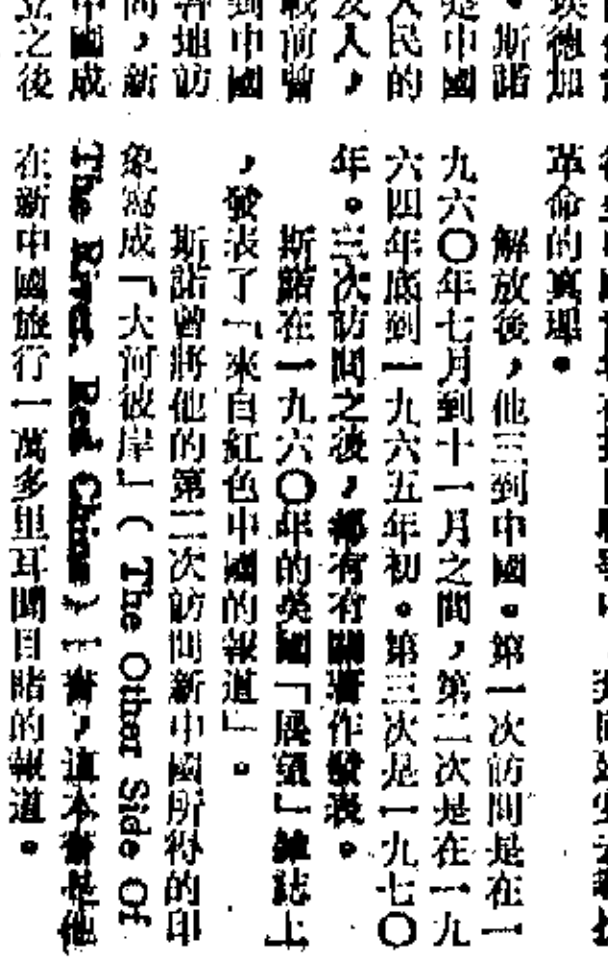 埃德加
。斯諾
是中國
人民的
人,
戰前曾
到中國
地訪
問,新
中國成
立之後
革命的真理。
解放後,他三到中國。第一次訪問是在一
九六〇年七月到十一月之間,第二次是在一九
六四年底到一九六五年初。第三次是一九七〇
年。三次訪問之後,都有有關著作發表。
斯諾在一九六〇年的英國「展望」雜誌上
,發表了「來自紅色中國的報道」。
斯諾曾將他的第二次訪問新中國所得的印
象寫成「大河彼岸」( The Other Side Of
The River, Red China )一書,這本書是他
在新中國旅行一萬多里耳聞目睹的報道。